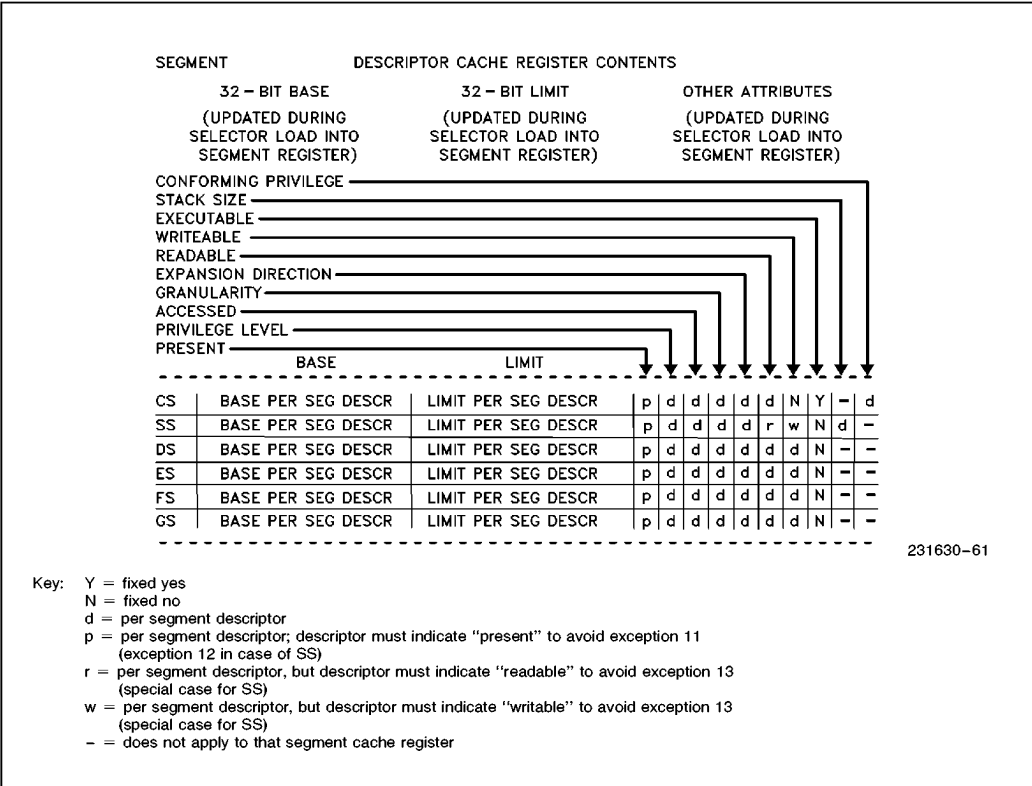 SEGMENT DESCRIPTOR CACHE REGISTER CONTENTS
32 – BIT BASE 32 – BIT LIMIT OTHER ATTRIBUTES
(UPDATED DURING (UPDATED DURING (UPDATED DURING
SELECTOR LOAD INTO SELECTOR LOAD INTO SELECTOR LOAD INTO
SEGMENT REGISTER) SEGMENT REGISTER) SEGMENT REGISTER)
CONFORMING PRIVILEGE
STACK SIZE
EXECUTABLE
WRITEABLE
READABLE
EXPANSION DIRECTION
GRANULARITY
ACCESSED
PRIVILEGE LEVEL
PRESENT
BASE LIMIT
CS BASE PER SEG DESCR LIMIT PER SEG DESCR p d d d d d N Y – d
SS BASE PER SEG DESCR LIMIT PER SEG DESCR p d d d d r w N d –
DS BASE PER SEG DESCR LIMIT PER SEG DESCR p d d d d d d N – –
ES BASE PER SEG DESCR LIMIT PER SEG DESCR p d d d d d d N – –
FS BASE PER SEG DESCR LIMIT PER SEG DESCR p d d d d d d N – –
GS BASE PER SEG DESCR LIMIT PER SEG DESCR p d d d d d d N – –
231630–61
Key: Y = fixed yes
N = fixed no
d = per segment descriptor
p = per segment descriptor; descriptor must indicate ‘‘present’’ to avoid exception 11
(exception 12 in case of SS)
r = per segment descriptor, but descriptor must indicate ‘‘readable’’ to avoid exception 13
(special case for SS)
w = per segment descriptor, but descriptor must indicate ‘‘writable’’ to avoid exception 13
(special case for SS)
– = does not apply to that segment cache register